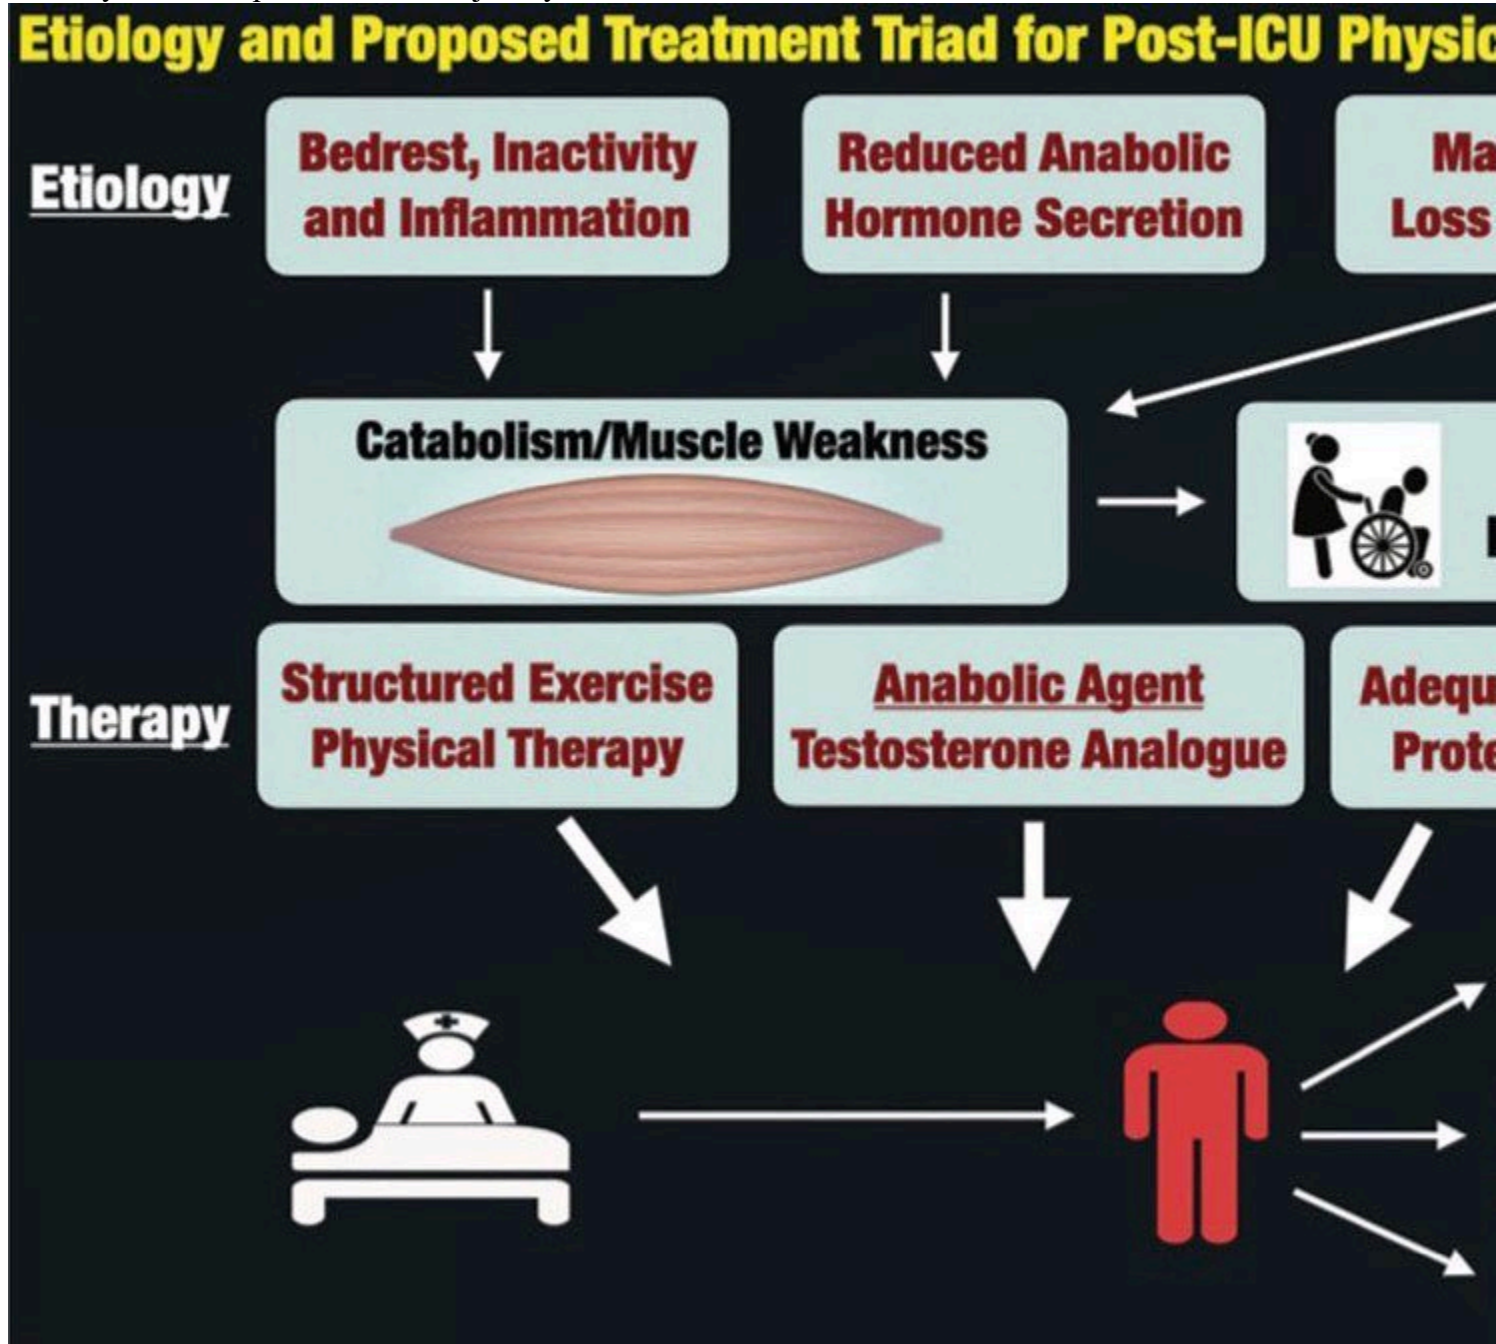 Etiology and Proposed Treatment Triad for Post-ICU
Etiology
Bedrest, Inactivity
and Inflammation
Reduced Anabolic
Hormone Secretion
Loss
Catabolism/Muscle Weakness
Therapy
Structured Exercise
Physical Therapy
Anabolic Agent
Testosterone Analogue